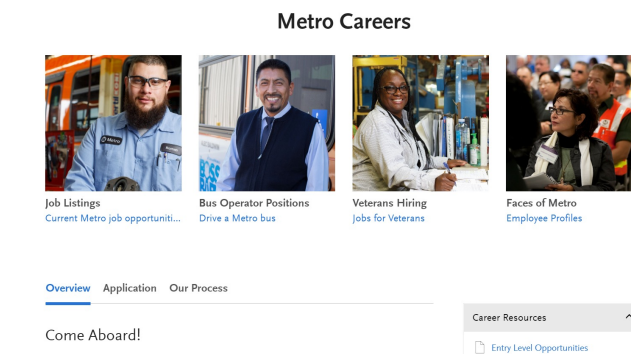 Metro Careers
Metro
Job Listings
Bus Operator Positions
Veterans Hiring
Faces of Metro
Current Metro job opportuniti...
Drive a Metro bus
Jobs for Veterans
Employee Profiles
Overview
Application
Our Process
Career Resources
Come Aboard!
Entry Level Opportunities